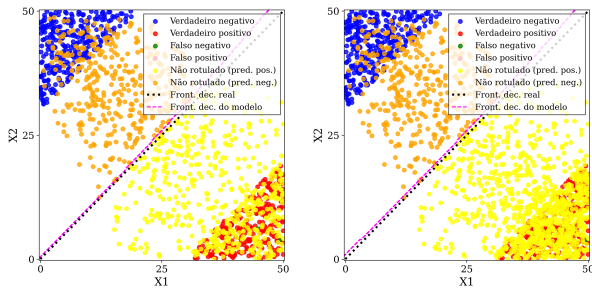 50
25
0
X2
Verdadeiro negativo
Verdadeiro positivo
Falso negativo
Falso positivo
Não rotulado (pred. pos.)
Não rotulado (pred. neg.)
Front. dec. real
Front. dec. do modelo
0
25
50
X1
50
25
0
X2
Verdadeiro negativo
Verdadeiro positivo
Falso negativo
Falso positivo
Não rotulado (pred. pos.)
Não rotulado (pred. neg.)
Front. dec. real
Front. dec. do modelo
0
25
50
X1